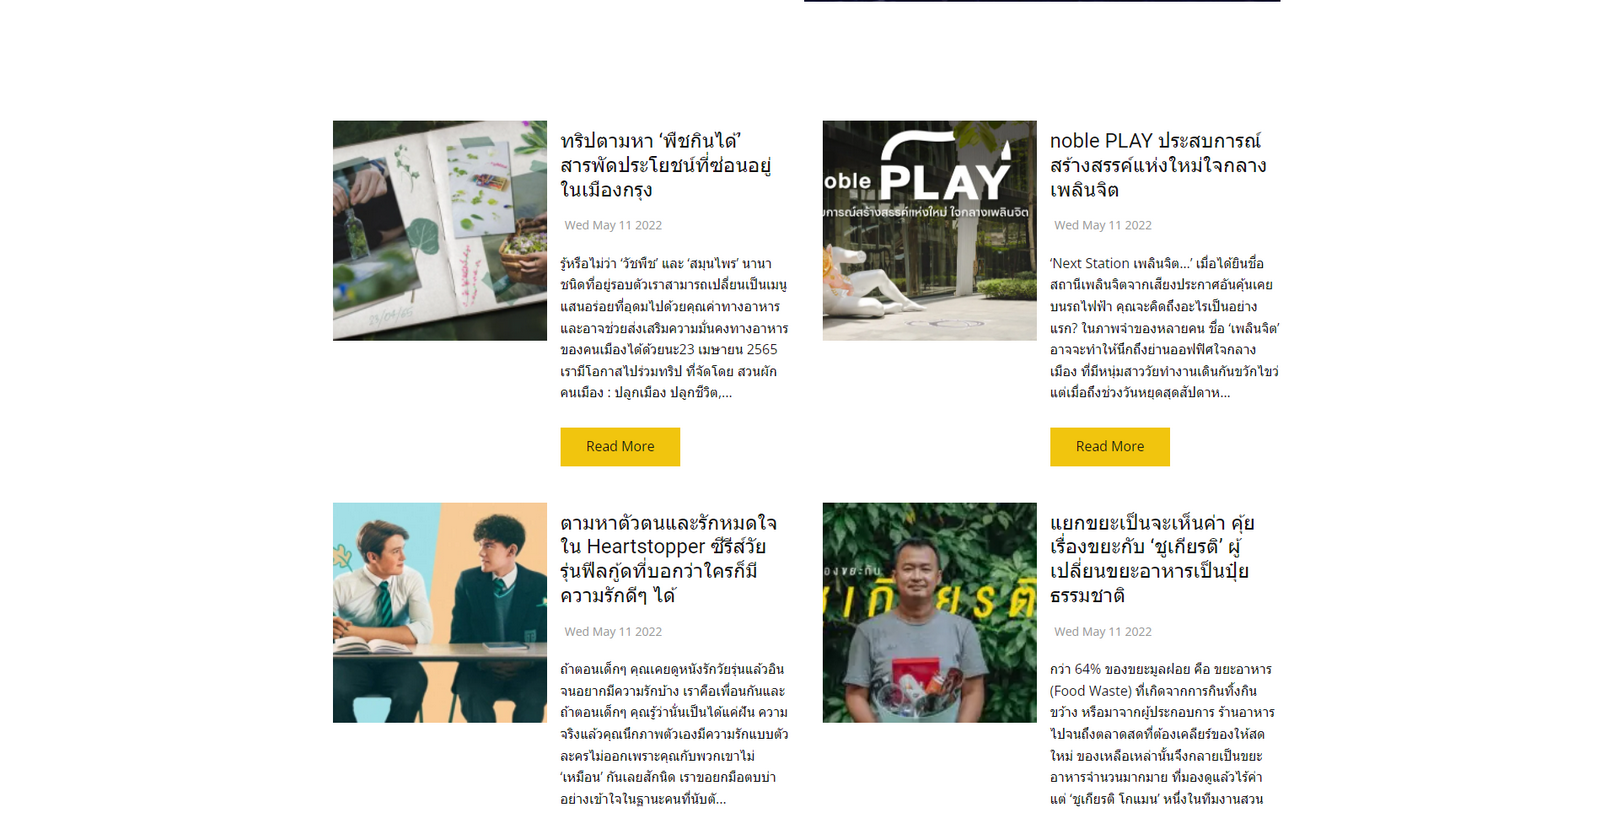 ทริปตามหา ‘พืชกินได้’
สารพัดประโยชน์ที่ซ่อนอยู่
ในเมืองกรุง
Wed May 11 2022
รู้หรือไม่ว่า ‘วัชพืช’ และ ‘สมุนไพร’ นานา
ชนิดที่อยู่รอบตัวเราสามารถเปลี่ยนเป็นเมนู
แสนอร่อยที่อุดมไปด้วยคุณค่าทางอาหาร
และอาจช่วยส่งเสริมความมั่นคงทางอาหาร
ของคนเมืองได้ด้วยนะ23 เมษายน 2565
เรามีโอกาสไปร่วมทริป ที่จัดโดย สวนผัก
คนเมือง : ปลูกเมือง ปลูกชีวิต,...
Read More
oble PLAY
ยการณ์สร้างสรรค์แห่งใหม่ ใจกลางเพลินจิต
noble PLAY ประสบการณ์
สร้างสรรค์แห่งใหม่ใจกลาง
เพลินจิต
Wed May 11 2022
‘Next Station เพลินจิต...’ เมื่อได้ยินชื่อ
สถานีเพลินจิตจากเสียงประกาศอันคุ้นเคย
บนรถไฟฟ้า คุณจะคิดถึงอะไรเป็นอย่าง
แรก? ในภาพจำของหลายคน ชื่อ ‘เพลินจิต’
อาจจะทำให้นึกถึงย่านออฟฟิศใจกลาง
เมือง ที่มีหนุ่มสาววัยทำงานเดินกันขวักไขว่
แต่เมื่อถึงช่วงวันหยุดสุดสัปดาห...
Read More
ตามหาตัวตนและรักหมดใจ
ใน Heartstopper ซีรีส์วัย
รุ่นฟีลกู้ดที่บอกว่าใครก็มี
ความรักดีๆ ได้
Wed May 11 2022
ถ้าตอนเด็กๆ คุณเคยดูหนังรักวัยรุ่นแล้วอิน
จนอยากมีความรักบ้าง เราคือเพื่อนกันและ
ถ้าตอนเด็กๆ คุณรู้ว่านั่นเป็นได้แค่ฝัน ความ
จริงแล้วคุณนึกภาพตัวเองมีความรักแบบตัว
ละครไม่ออกเพราะคุณกับพวกเขาไม่
‘เหมือน’ กันเลยสักนิด เราขอยกมือตบบ่า
อย่างเข้าใจในฐานะคนที่นับตั...
องขยะกับ
แยกขยะเป็นจะเห็นค่า คุ้ย
เรื่องขยะกับ ‘ชูเกียรติ’ ผู้
เปลี่ยนขยะอาหารเป็นปุ๋ย
ธรรมชาติ
Wed May 11 2022
กว่า 64% ของขยะมูลฝอย คือ ขยะอาหาร
(Food Waste) ที่เกิดจากการกินทิ้งกิน
ขว้าง หรือมาจากผู้ประกอบการ ร้านอาหาร
ไปจนถึงตลาดสดที่ต้องเคลียร์ของให้สด
ใหม่ ของเหลือเหล่านั้นจึงกลายเป็นขยะ
อาหารจำนวนมากมาย ที่มองดูแล้วไร้ค่า
แต่ ‘ชูเกียรติ โกแมน’ หนึ่งในทีมงานสวน